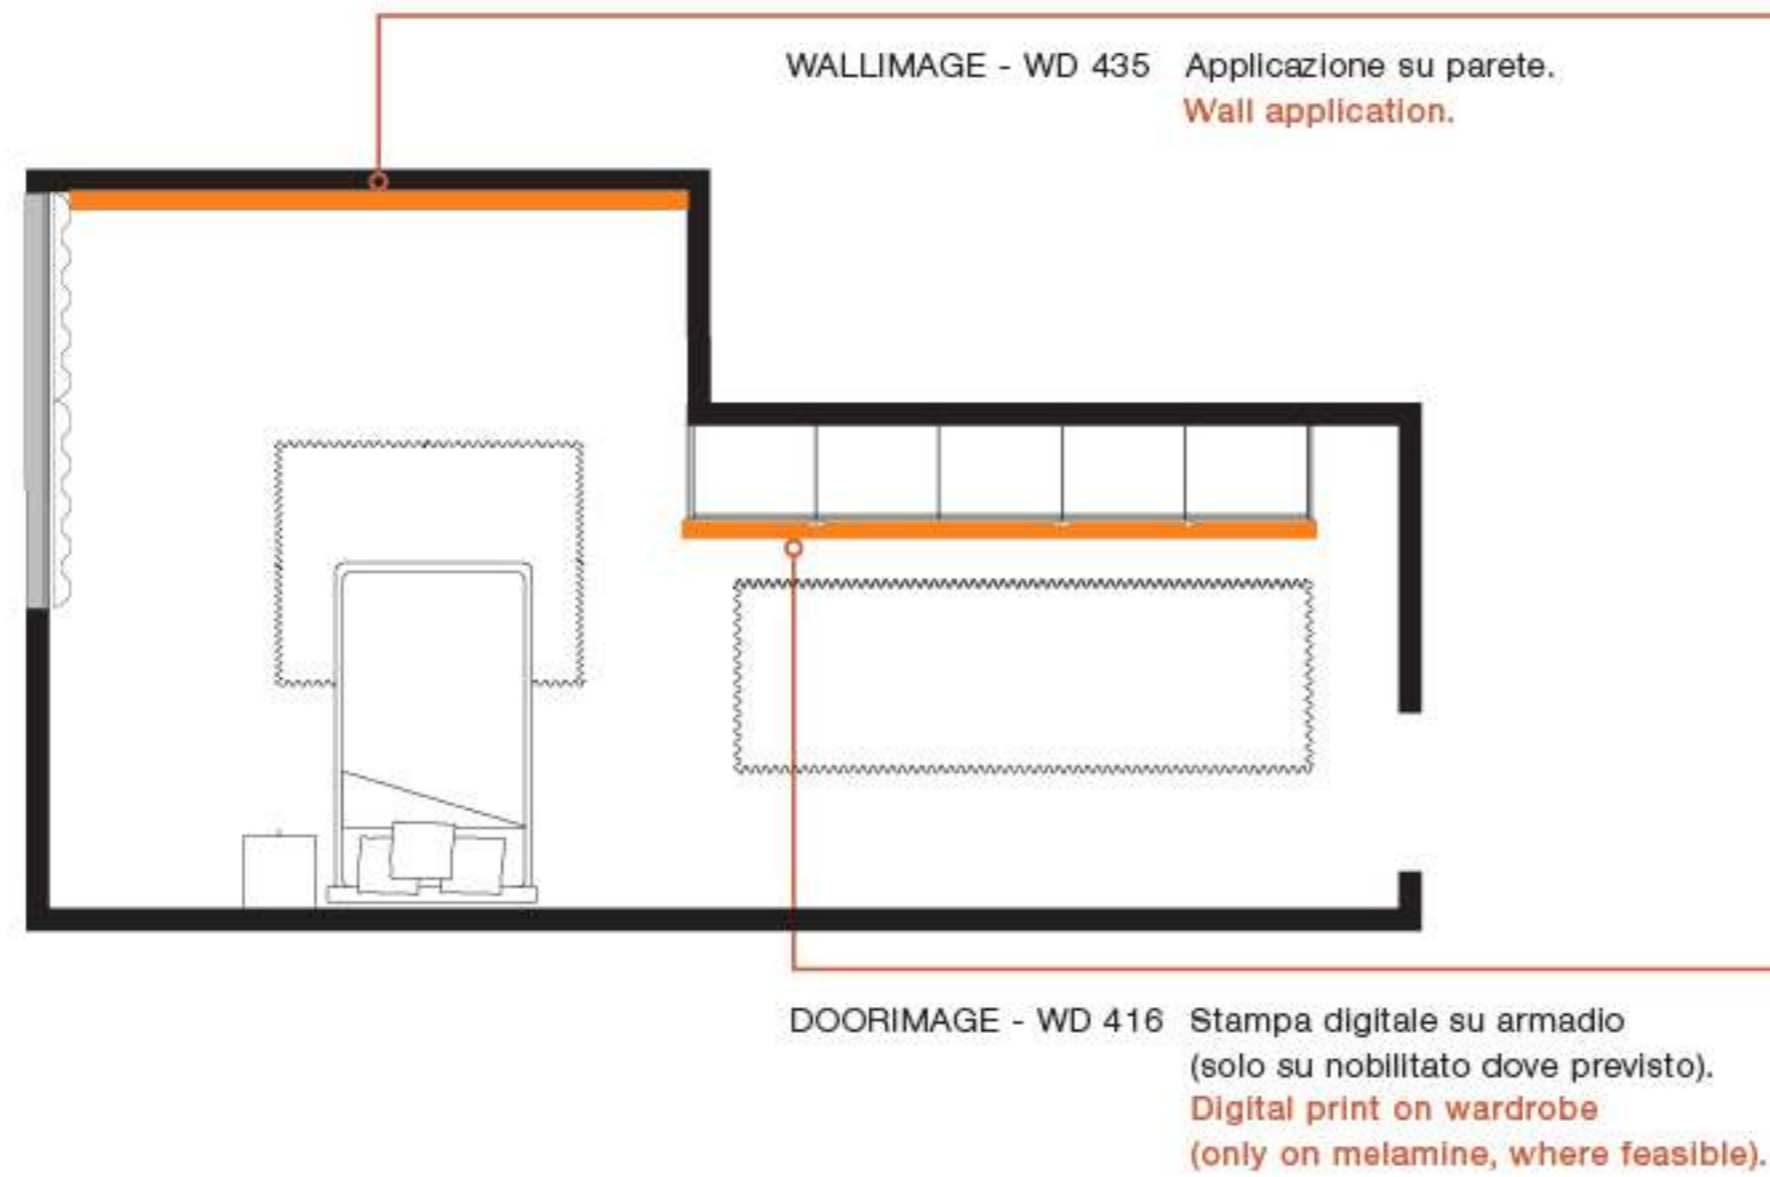 WALLIMAGE - WD 435 Applicazione su parete.
Wall application.
DOORIMAGE - WD 416 Stampa digitale su armadio
(solo su nobilitato dove previsto).
Digital print on wardrobe
(only on melamine, where feasible).